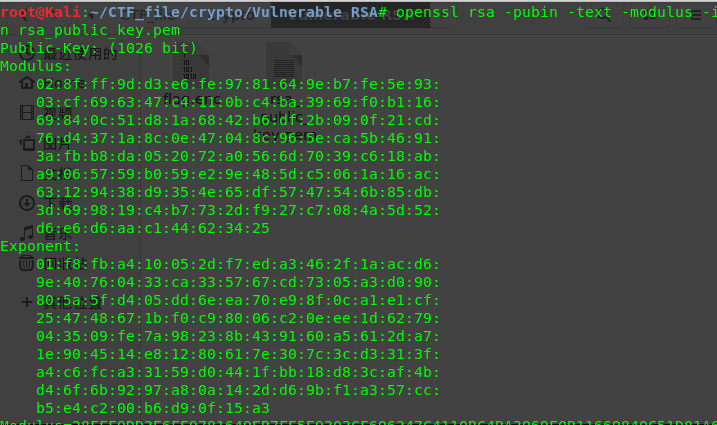 root@Kali:~/CTF file/crypto/Vulnerable RSA# openssl rsa -pubin -text -modulus -i
n rsa_public_key.pem
Public-Key: (1026 bit)
Modulus:
02:8f:ff:9d:d3:e6:fe:97:81:64:9e:b7:fe:5e:93:
03:cf:69:63:47:c4:11:0b:c4:ba:39:69:f0:b1:16:
69:84:0c:51:d8:1a:68:42:b6:df:2b:09:0f:21:cd:
76:d4:37:1a:8c:0e:47:04:8c:96:5e:ca:5b:46:91:
3a:fb:b8:da:05:20:72:a0:56:6d:70:39:c6:18:ab:
a9:06:57:59:b0:59:e2:9e:48:5d:c5:06:1a:16:ac:
63:12:94:38:d9:35:4e:65:df:57:47:54:6b:85:db:
3d:69:98:19:c4:b7:73:2d:f9:27:c7:08:4a:5d:52:
d6:e6:d6:aa:c1:44:62:34:25
Exponent:
01:f8:fb:a4:10:05:2d:f7:ed:a3:46:2f:1a:ac:d6:
9e:40:76:04:33:ca:33:57:67:cd:73:05:a3:d0:90:
80:a5:5f:d4:05:dd:6e:ea:70:e9:8f:0c:a1:e1:cf:
25:47:48:67:1b:f0:c9:80:06:c2:0e:ee:1d:62:79:
04:35:09:fe:7a:98:23:8b:43:91:60:a5:61:2d:a7:
1e:90:45:14:e8:12:80:61:7e:30:7c:3c:d3:31:3f:
a4:c6:fc:a3:31:59:d0:44:1f:bb:18:d8:3c:af:4b:
d4:6f:6b:92:97:a8:0a:14:2d:d6:9b:f1:a3:57:cc:
b5:e4:c2:00:b6:d9:0f:15:a3